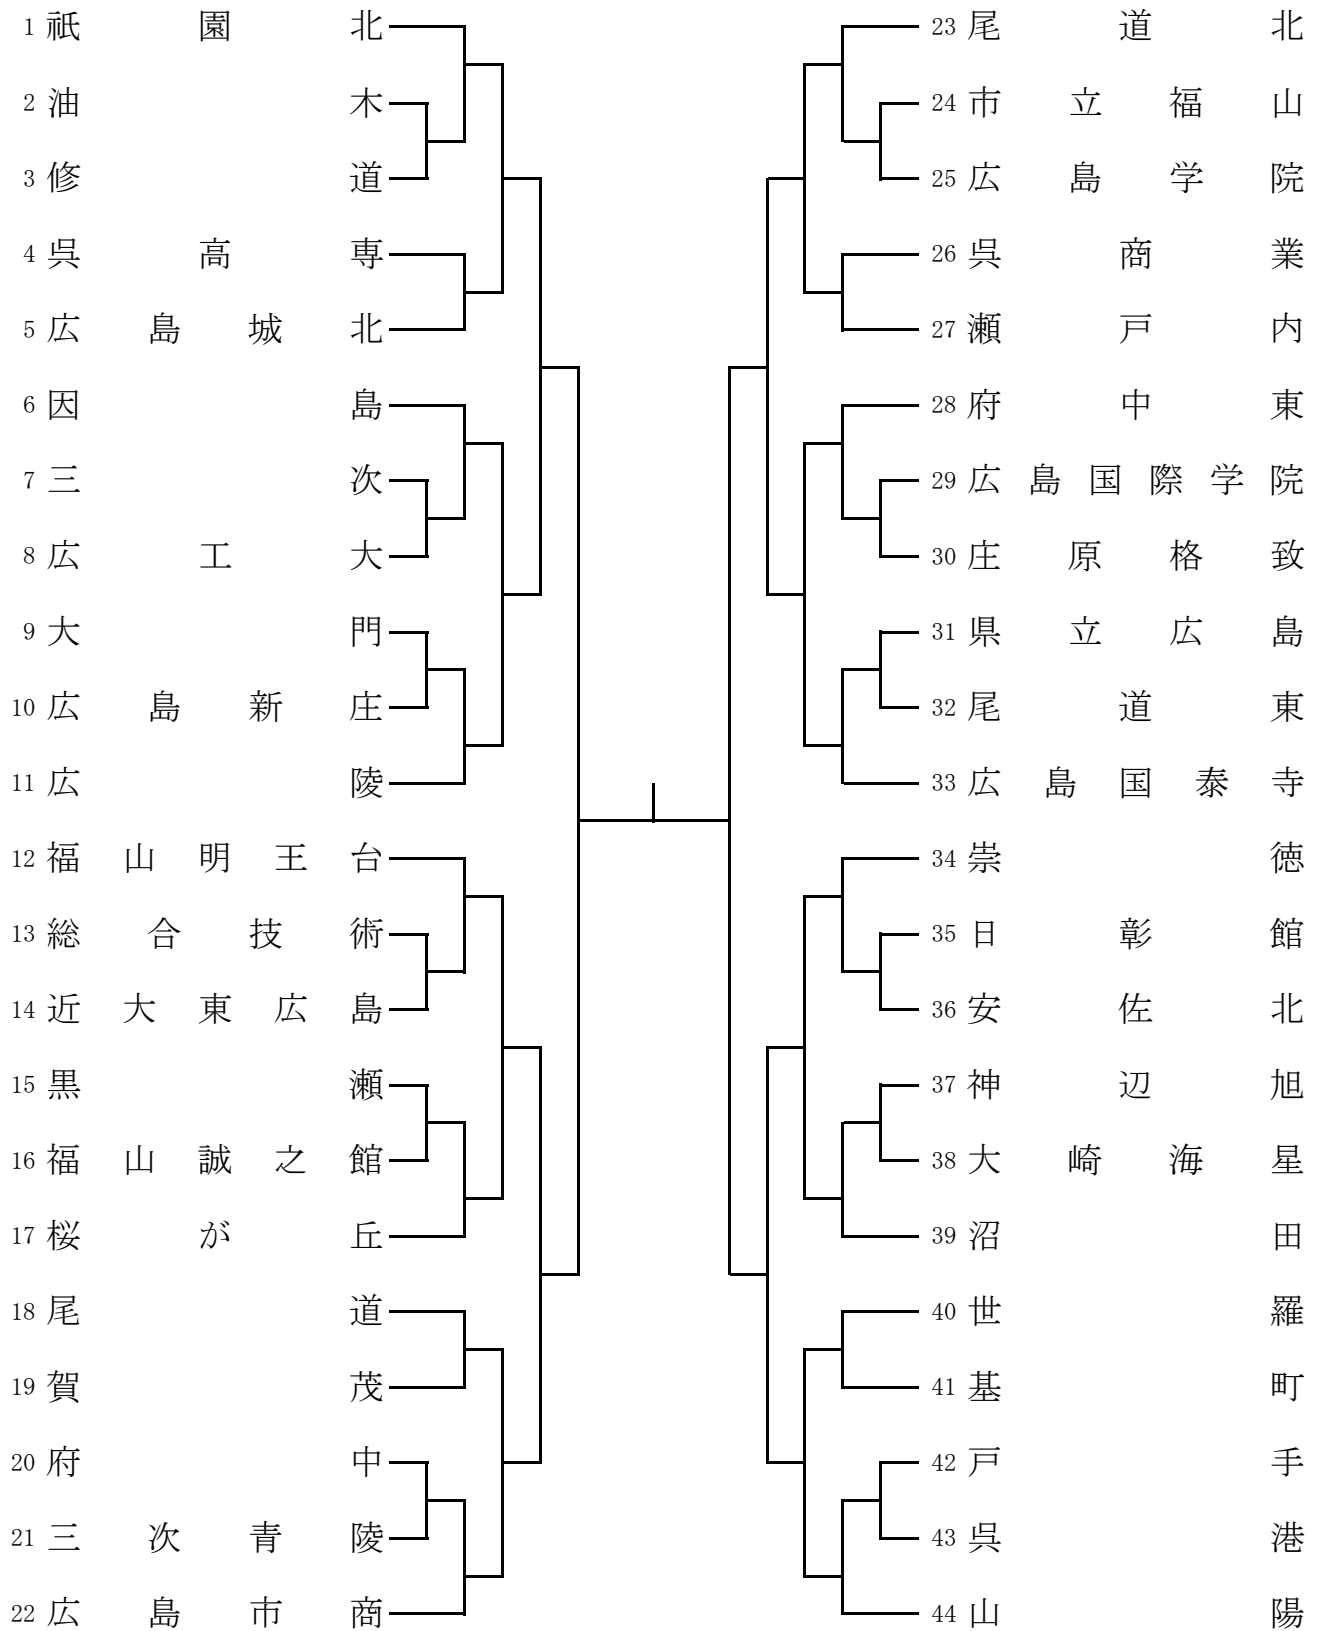 1 祇園北
2 油木
3 修道
4 呉高専
5 広島城北
6 因島
7 三次
8 広工大
9 大門
10 広島新庄
11 広陵
12 福山明王台
13 総合技術
14 近大東広島
15 黒瀬
16 福山誠之館
17 桜が丘
18 尾道
19 賀茂
20 府中
21 三次青陵
22 広島市商
23 尾道北
24 市立福山
25 広島学院
26 呉商業
27 瀬戸内
28 府中東
29 広島国際学院
30 庄原格致
31 県立広島
32 尾道東
33 広島国泰寺
34 崇徳
35 日彰館
36 安佐北
37 神辺旭
38 大崎海星
39 沼田
40 世羅
41 基町
42 戸手
43 呉港
44 山陽